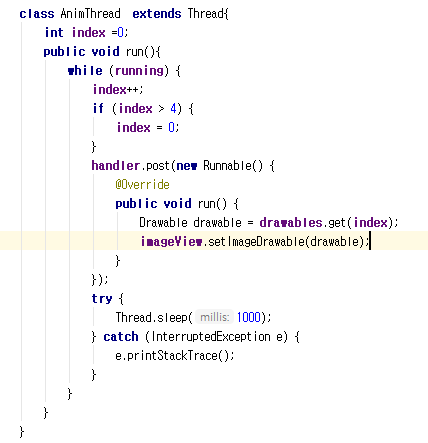 class AnimThread  extends Thread{
    int index =0;
    public void run(){
        while (running) {
            index++;
            if (index > 4) {
                index = 0;
            }
            handler.post(new Runnable() {
                @Override
                public void run() {
                    Drawable drawable = drawables.get(index);
                    imageView.setImageDrawable(drawable);
                }
            });
            try {
                Thread.sleep( millis: 1000);
            } catch (InterruptedException e) {
                e.printStackTrace();
            }
        }
    }
}